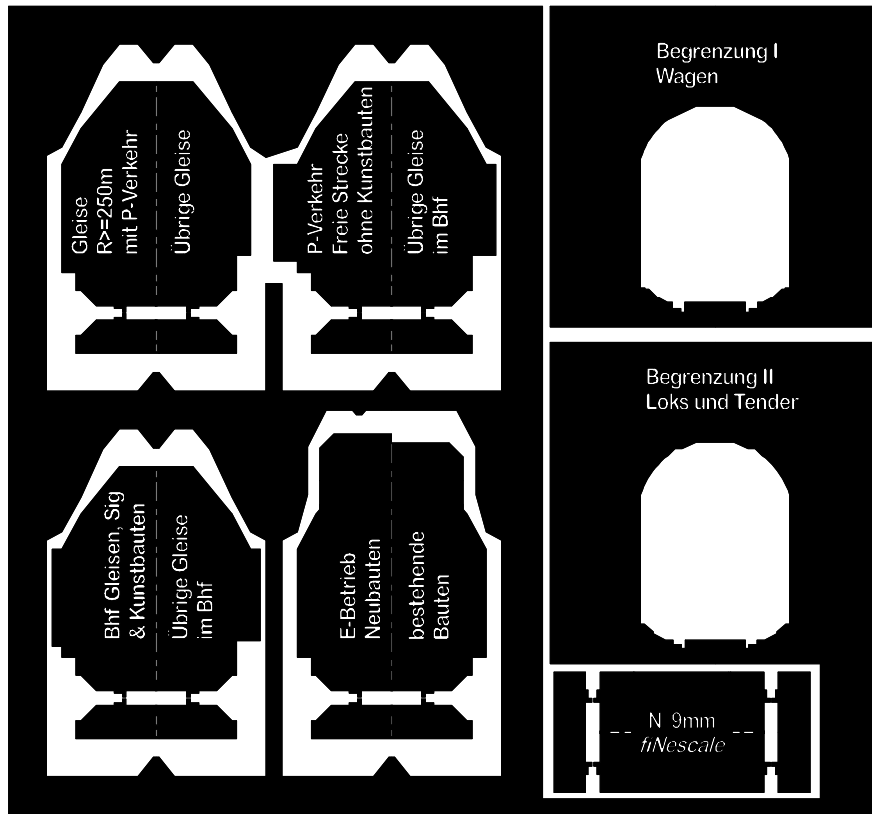 Gleise
R>=250m
mit P-Verkehr
Übrige Gleise
P-Verkehr
Freie Strecke
ohne Kunstbauten
Übrige Gleise
im Bhf
Begrenzung I
Wagen
Begrenzung II
Loks und Tender
Bhf Gleisen, Sig
& Kunstbauten
Übrige Gleise
im Bhf
E-Betrieb
Neubauten
bestehende
Bauten
N 9mm
fiNescale